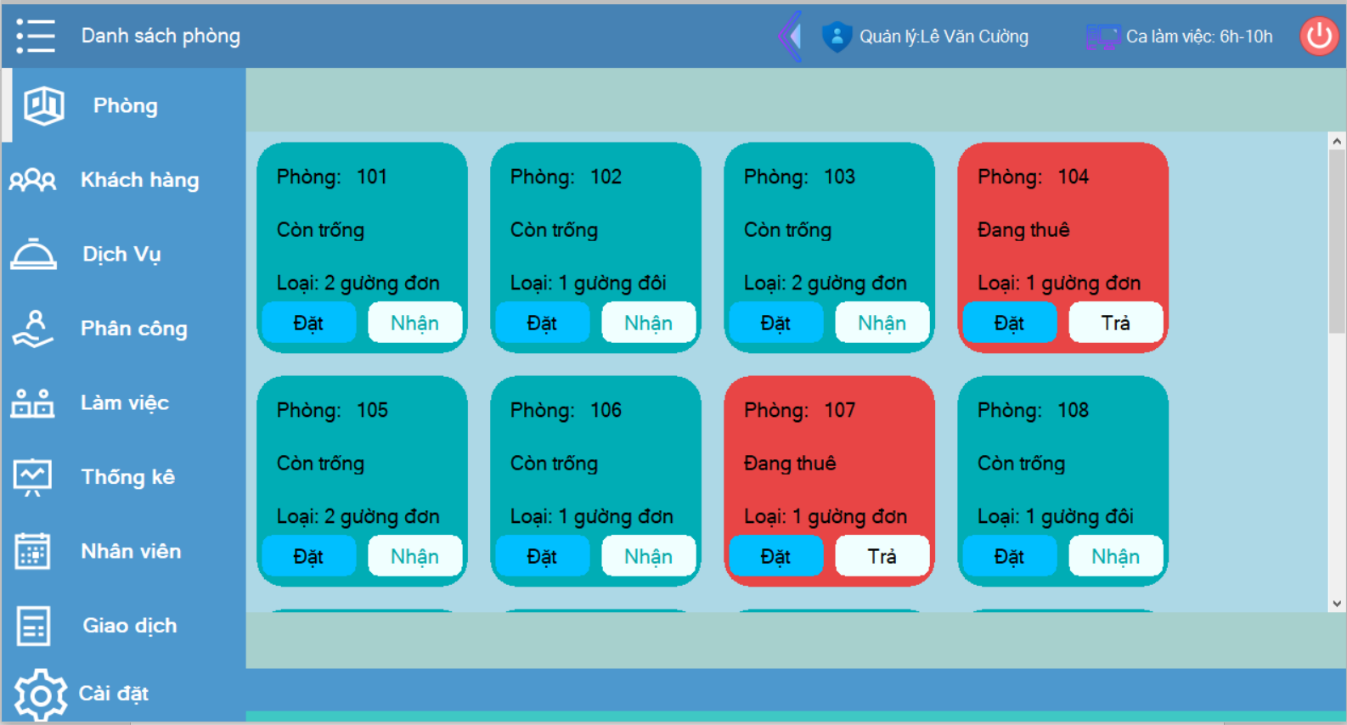 Danh sách phòng
Quản lý:Lê Văn Cường
Ca làm việc: 6h-10h
Phòng
Khách hàng
Dịch Vụ
Phân công
Làm việc
Thống kê
Nhân viên
Giao dịch
Cài đặt
Phòng: 101
Còn trống
Loại: 2 gường đơn
Đặt Nhận
Phòng: 102
Còn trống
Loại: 1 gường đôi
Đặt Nhận
Phòng: 103
Còn trống
Loại: 2 gường đơn
Đặt Nhận
Phòng: 104
Đang thuê
Loại: 1 gường đơn
Đặt Trả
Phòng: 105
Còn trống
Loại: 2 gường đơn
Đặt Nhận
Phòng: 106
Còn trống
Loại: 1 gường đơn
Đặt Nhận
Phòng: 107
Đang thuê
Loại: 1 gường đơn
Đặt Trả
Phòng: 108
Còn trống
Loại: 1 gường đôi
Đặt Nhận